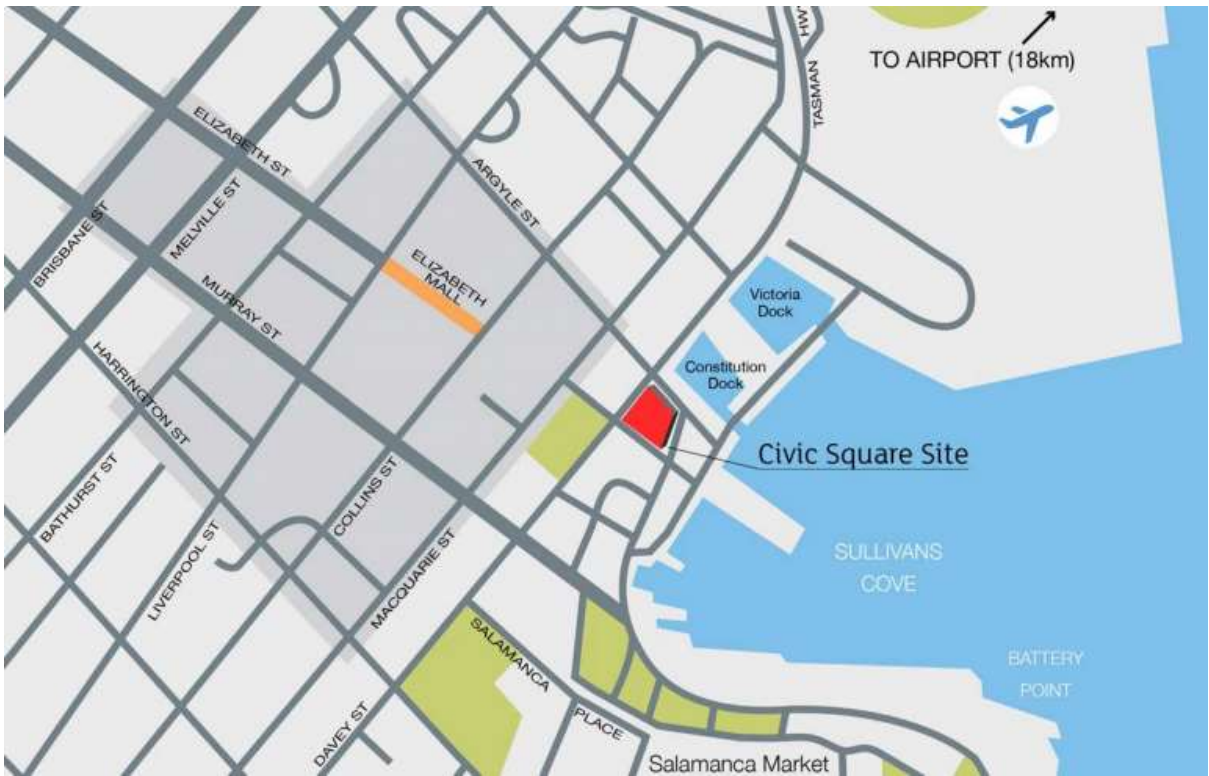 TO AIRPORT (18km)
TASMAN
HWY
ELIZABETH ST
ARGYLE ST
MELVILLE ST
BRISBANE ST
ELIZABETH
MALL
MURRAY ST
Victoria
Dock
HARRINGTON ST
Constitution
Dock
Civic Square Site
BATHURST ST
COLLINS ST
LIVERPOOL ST
MACQUARIE ST
SULLIVANS
COVE
SALAMANCA
PLACE
BATTERY
POINT
DAVEY ST
Salamanca Market